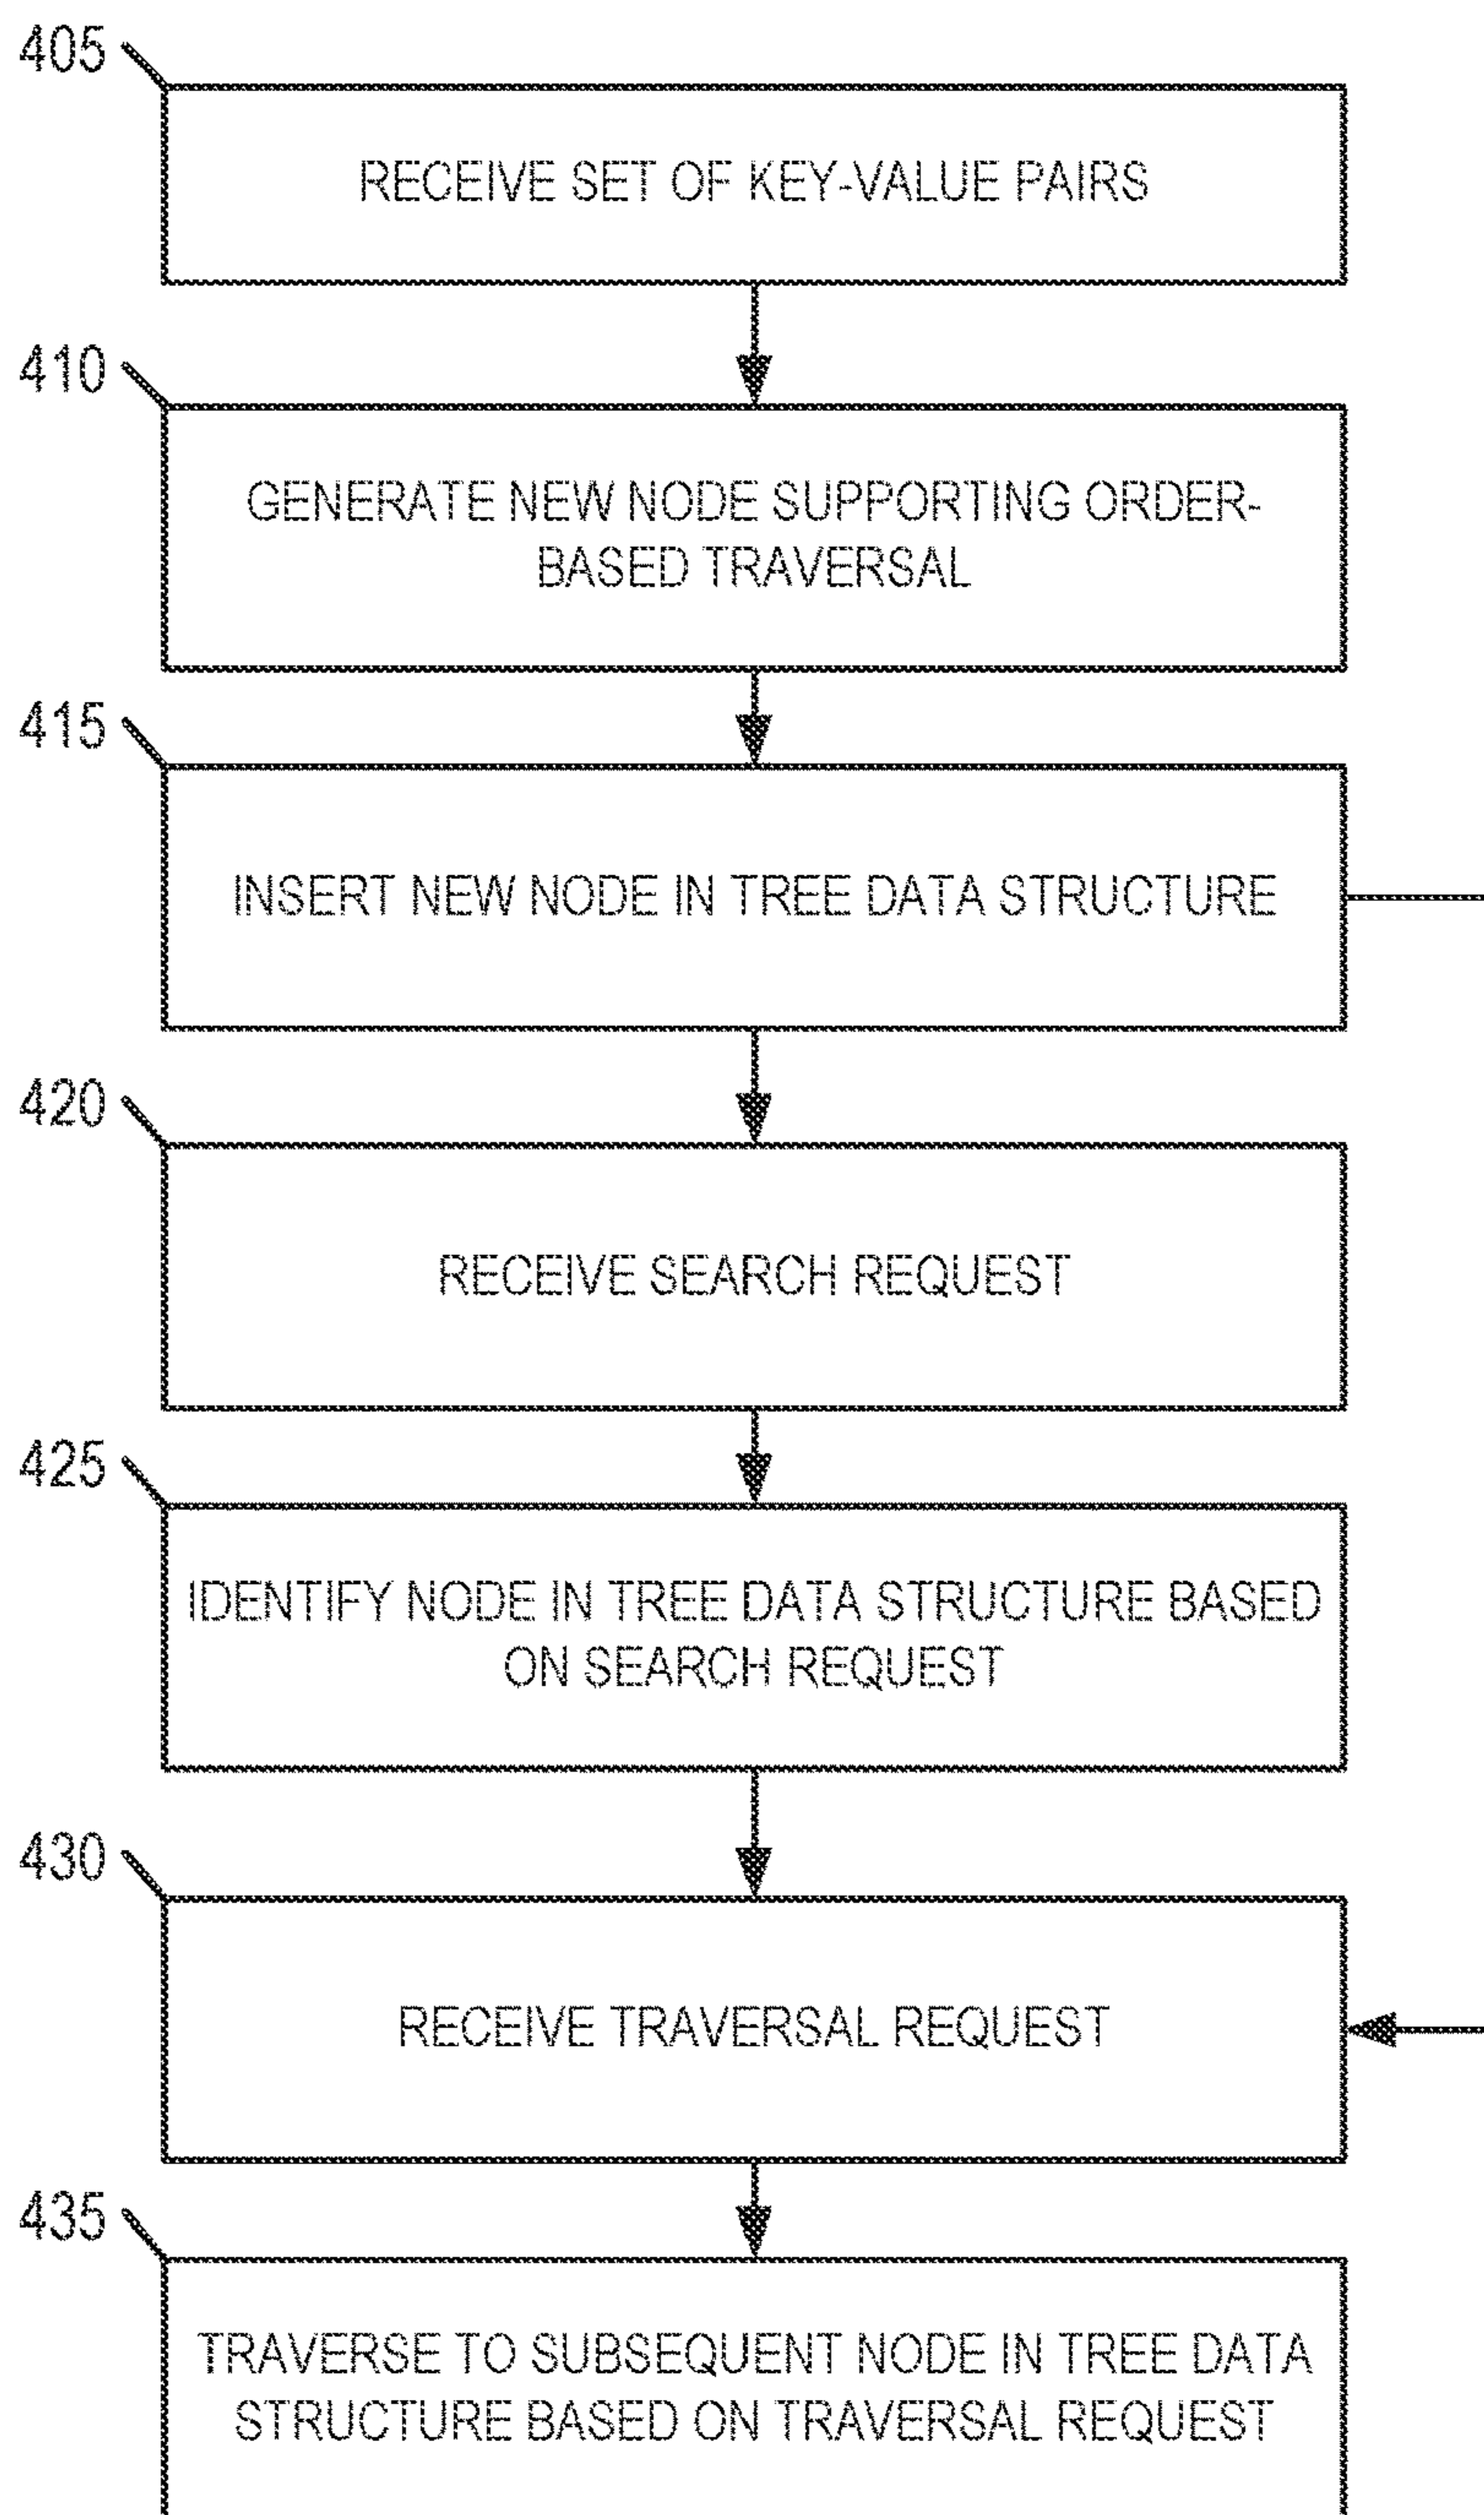 405
RECEIVE SET OF KEY-VALUE PAIRS
410
GENERATE NEW NODE SUPPORTING ORDER-
BASED TRAVERSAL
415
INSERT NEW NODE IN TREE DATA STRUCTURE
420
RECEIVE SEARCH REQUEST
425
IDENTIFY NODE IN TREE DATA STRUCTURE BASED
ON SEARCH REQUEST
430
RECEIVE TRAVERSAL REQUEST
435
TRAVERSE TO SUBSEQUENT NODE IN TREE DATA
STRUCTURE BASED ON TRAVERSAL REQUEST